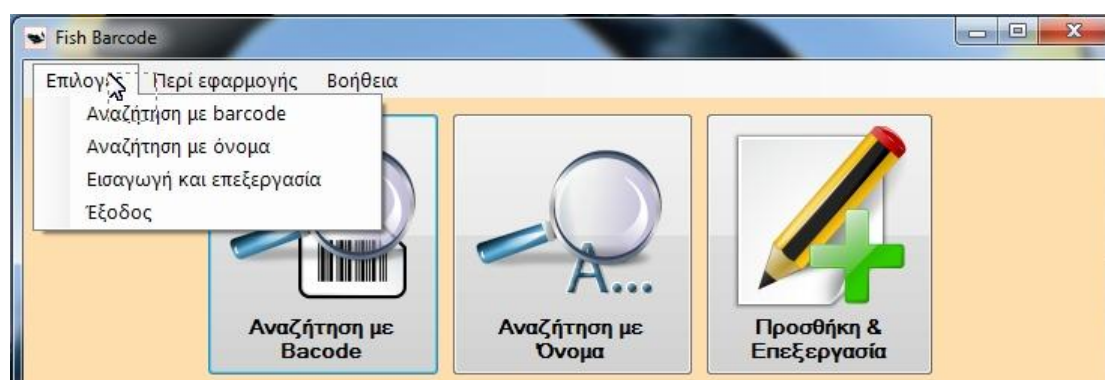 Fish Barcode
Περί εφαρμογής Βοήθεια
Αναζήτηση με barcode
Αναζήτηση με όνομα
Εισαγωγή και επεξεργασία
Έξοδος
A...
Αναζήτηση με
Bacode
Αναζήτηση με
Όνομα
Προσθήκη &
Επεξεργασία